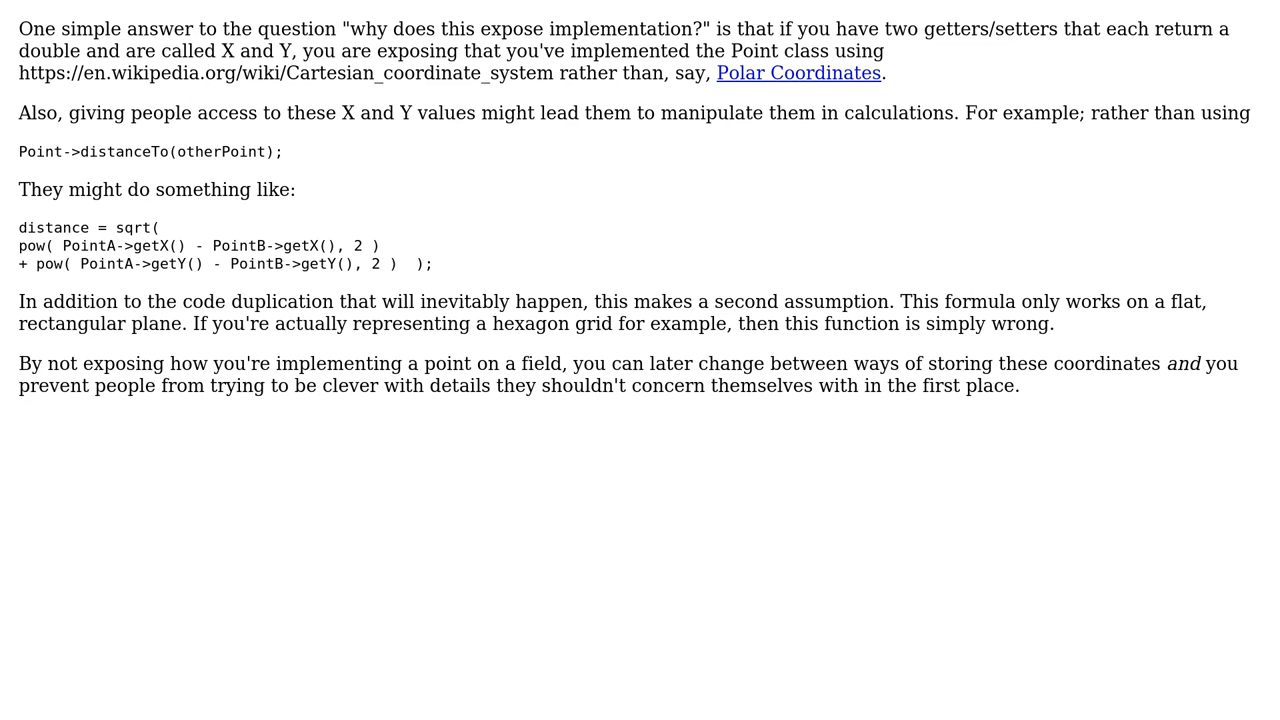 One simple answer to the question "why does this expose implementation?" is that if you have two getters/setters that each return a
double and are called X and Y, you are exposing that you've implemented the Point class using
https://en.wikipedia.org/wiki/Cartesian_coordinate_system rather than, say, Polar Coordinates.
Also, giving people access to these X and Y values might lead them to manipulate them in calculations. For example; rather than using
Point->distanceTo(otherPoint);
They might do something like:
distance = sqrt(
pow( PointA->getX() - PointB->getX(), 2 )
+ pow( PointA->getY() - PointB->getY(), 2 )  );
In addition to the code duplication that will inevitably happen, this makes a second assumption. This formula only works on a flat,
rectangular plane. If you're actually representing a hexagon grid for example, then this function is simply wrong.
By not exposing how you're implementing a point on a field, you can later change between ways of storing these coordinates and you
prevent people from trying to be clever with details they shouldn't concern themselves with in the first place.